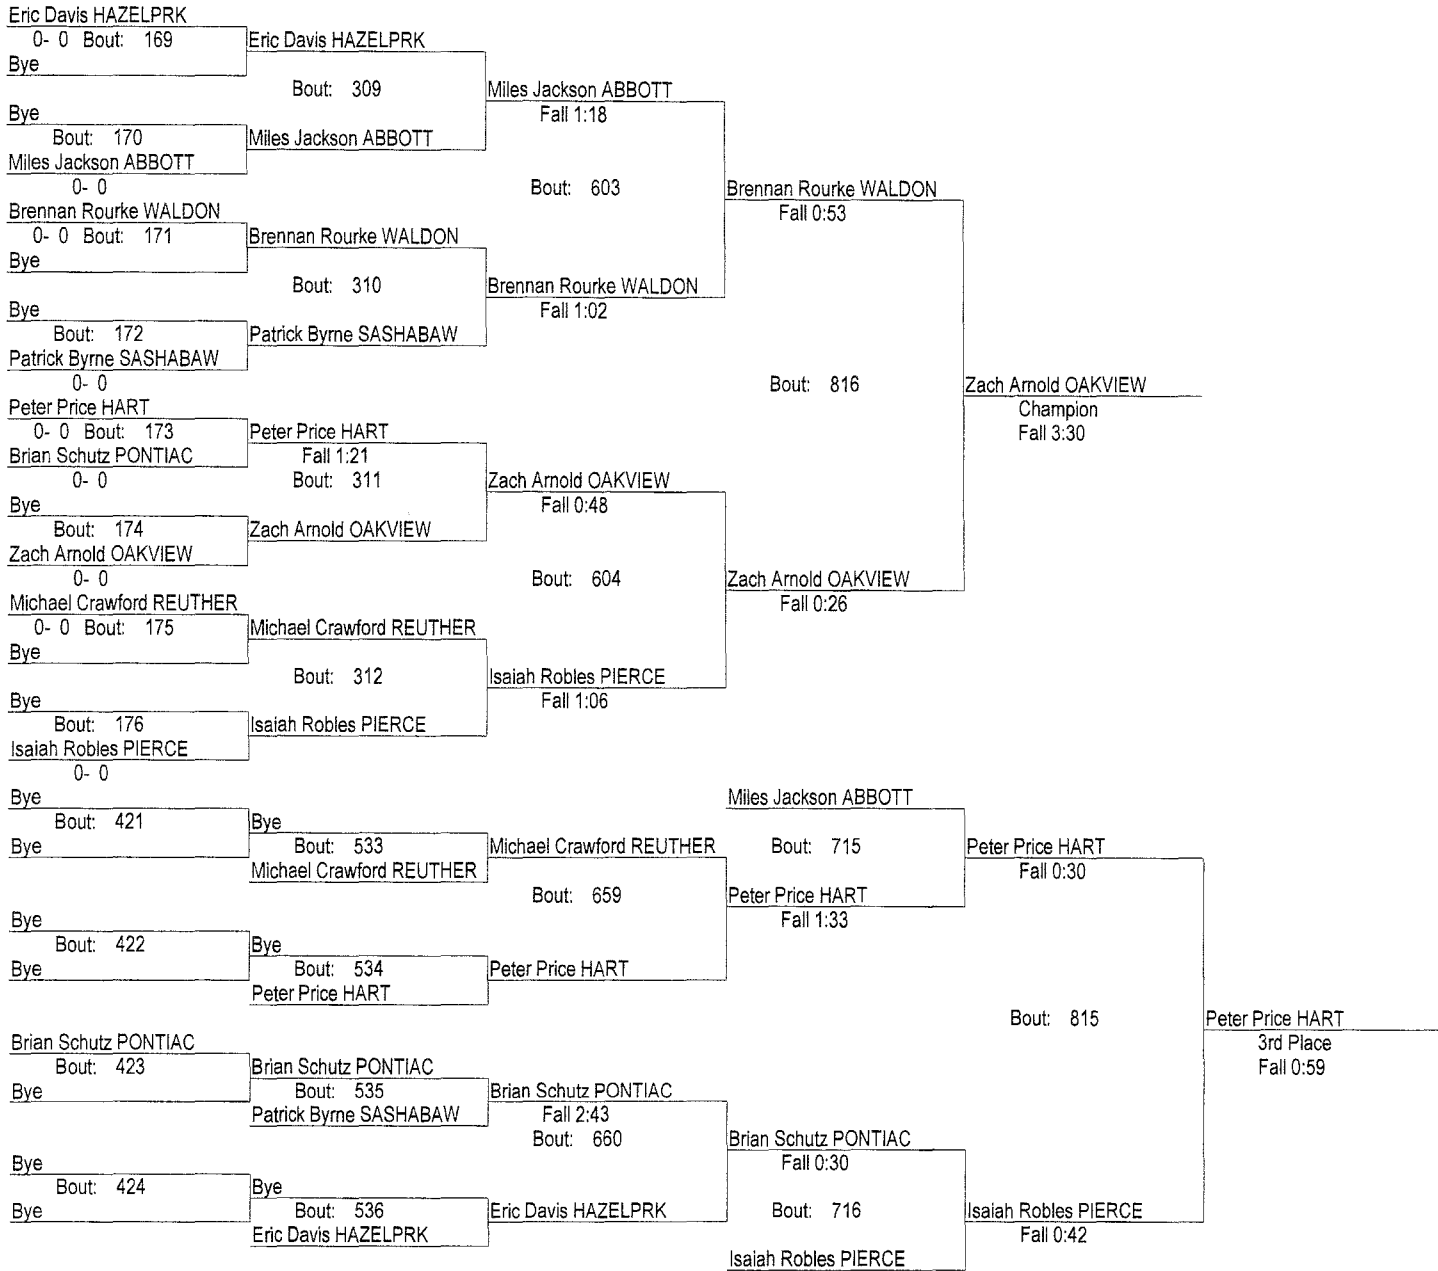 Eric Davis HAZELPRK
0- 0 Bout: 169
Bye
Bye
Bout: 170
Miles Jackson ABBOTT
0- 0
Brennan Rourke WALDON
0- 0 Bout: 171
Bye
Bye
Bout: 172
Patrick Byrne SASHABAW
0- 0
Peter Price HART
0- 0 Bout: 173
Brian Schutz PONTIAC
0- 0
Bye
Bout: 174
Zach Arnold OAKVIEW
0- 0
Michael Crawford REUTHER
0- 0 Bout: 175
Bye
Bye
Bout: 176
Isaiah Robles PIERCE
0- 0
Eric Davis HAZELPRK
Bout: 309
Miles Jackson ABBOTT
Brennan Rourke WALDON
Bout: 310
Patrick Byrne SASHABAW
Peter Price HART
Fall 1:21
Bout: 311
Zach Arnold OAKVIEW
Michael Crawford REUTHER
Bout: 312
Isaiah Robles PIERCE
Miles Jackson ABBOTT
Fall 1:18
Bout: 603
Brennan Rourke WALDON
Fall 1:02
Zach Arnold OAKVIEW
Fall 0:48
Bout: 604
Isaiah Robles PIERCE
Fall 1:06
Brennan Rourke WALDON
Fall 0:53
Bout: 816
Zach Arnold OAKVIEW
Fall 0:26
Zach Arnold OAKVIEW
Champion
Fall 3:30
Bye
Bout: 421
Bye
Bye
Bout: 422
Bye
Brian Schutz PONTIAC
Bout: 423
Bye
Bye
Bout: 424
Bye
Bye
Bout: 533
Michael Crawford REUTHER
Bye
Bout: 534
Peter Price HART
Brian Schutz PONTIAC
Bout: 535
Patrick Byrne SASHABAW
Bye
Bout: 536
Eric Davis HAZELPRK
Michael Crawford REUTHER
Bout: 659
Peter Price HART
Brian Schutz PONTIAC
Fall 2:43
Bout: 660
Eric Davis HAZELPRK
Miles Jackson ABBOTT
Bout: 715
Peter Price HART
Fall 1:33
Brian Schutz PONTIAC
Fall 0:30
Bout: 716
Isaiah Robles PIERCE
Peter Price HART
Fall 0:30
Bout: 815
Isaiah Robles PIERCE
Fall 0:42
Peter Price HART
3rd Place
Fall 0:59